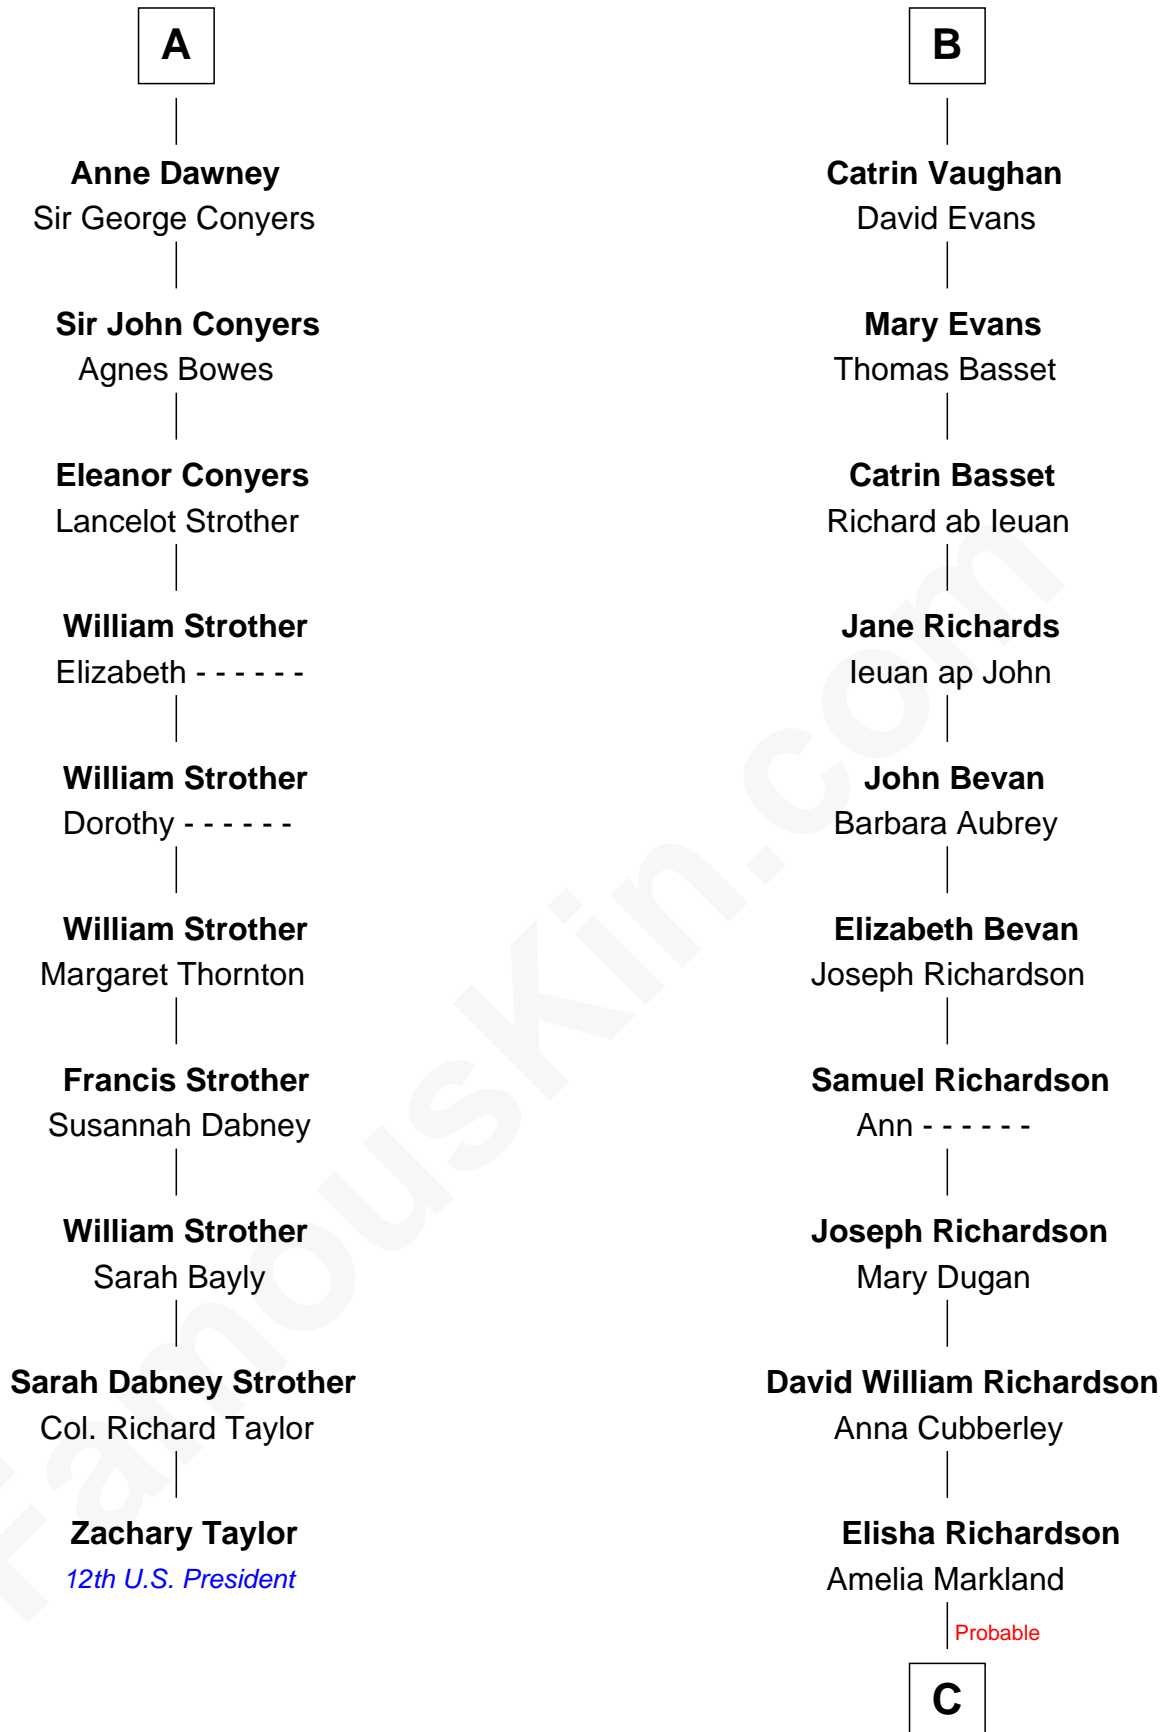 A
Anne Dawney
Sir George Conyers
Sir John Conyers
Agnes Bowes
Eleanor Conyers
Lancelot Strother
William Strother
Elizabeth - - - - - -
William Strother
Dorothy - - - - - -
William Strother
Margaret Thornton
Francis Strother
Susannah Dabney
William Strother
Sarah Bayly
Sarah Dabney Strother
Col. Richard Taylor
Zachary Taylor
12th U.S. President
B
Catrin Vaughan
David Evans
Mary Evans
Thomas Basset
Catrin Basset
Richard ab Ieuan
Jane Richards
Ieuan ap John
John Bevan
Barbara Aubrey
Elizabeth Bevan
Joseph Richardson
Samuel Richardson
Ann - - - - - -
Joseph Richardson
Mary Dugan
David William Richardson
Anna Cubberley
Elisha Richardson
Amelia Markland
Probable
C
FamousKin.com